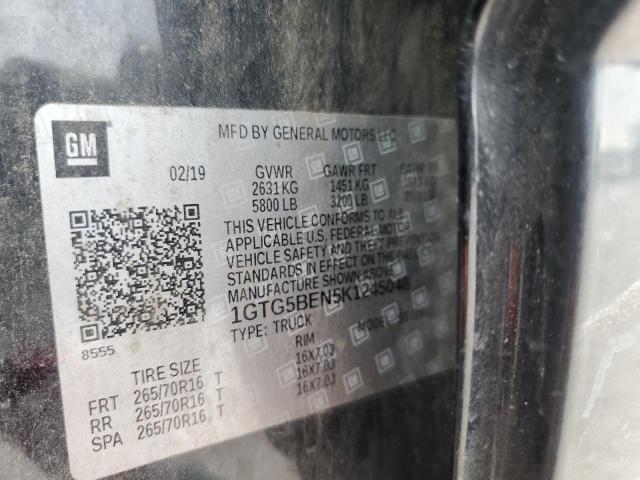 GM
MFD BY GENERAL MOTORS LLC
02/19 GVWR GAWR FRT GAWR
2631 KG 1451 KG
5800 LB 3200 LB
THIS VEHICLE CONFORMS TO ALL
APPLICABLE U.S. FEDERAL MOTOR
VEHICLE SAFETY AND THEFT PREVENTION
STANDARDS IN EFFECT ON THE DATE
MANUFACTURE SHOWN ABOVE.
1GTG5BEN5K1245048
8555 TYPE: TRUCK
TIRE SIZE RIM
FRT 265/70R16 T 16X7.0J
RR 265/70R16 T 16X7.0J
SPA 265/70R16 T 16X7.0J